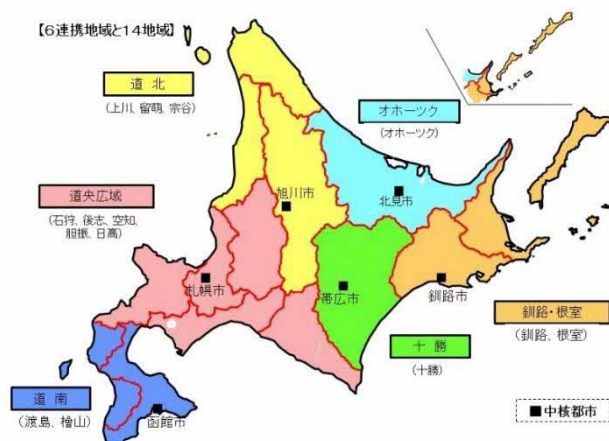 【6連携地域と14地域】
道 北
(上川、留萌、宗谷)
オホーツク
(オホーツク)
道央広域
(石狩、後志、空知、
胆振、日高)
旭川市
北見市
札幌市
帯広市
釧路市
釧路・根室
(釧路、根室)
十 勝
(十勝)
道 南
(渡島、檜山)
函館市
■中核都市